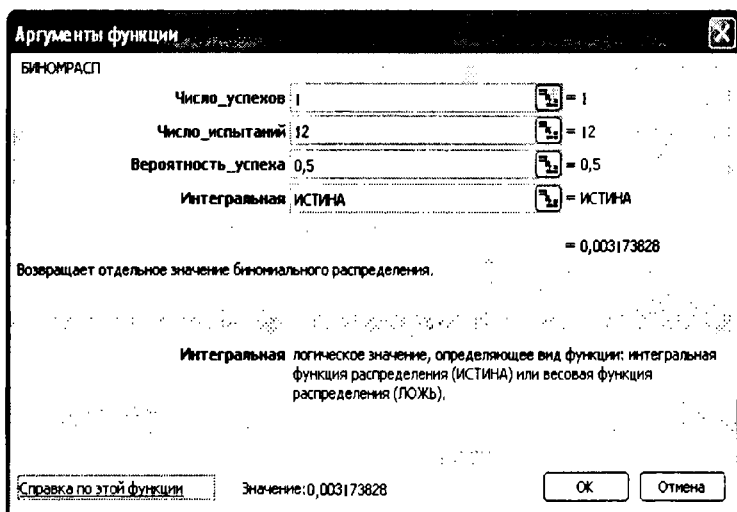 Аргументы функции
БИНОМРАСП
Число_успехов 1 = 1
Число_испытаний 12 = 12
Вероятность_успеха 0,5 = 0,5
Интегральная ИСТИНА = ИСТИНА
= 0,003173828
Возвращает отдельное значение биномиального распределения.
Интегральная логическое значение, определяющее вид функции: интегральная
функция распределения (ИСТИНА) или весовая функция
распределения (ЛОЖЬ).
Справка по этой функции Значение:0,003173828 ОК Отмена